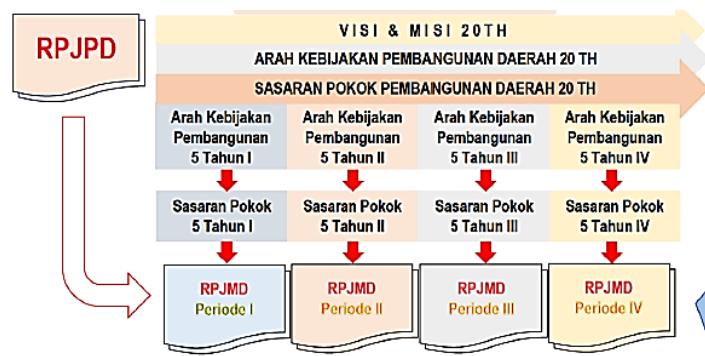 RPJPD
VISI & MISI 20TH
ARAH KEBIJAKAN PEMBANGUNAN DAERAH 20 TH
SASARAN POKOK PEMBANGUNAN DAERAH 20 TH
Arah Kebijakan
Pembangunan
5 Tahun I
Arah Kebijakan
Pembangunan
5 Tahun II
Arah Kebijakan
Pembangunan
5 Tahun III
Arah Kebijakan
Pembangunan
5 Tahun IV
Sasaran Pokok
5 Tahun I
Sasaran Pokok
5 Tahun II
Sasaran Pokok
5 Tahun III
Sasaran Pokok
5 Tahun IV
RPJMD
Periode I
RPJMD
Periode II
RPJMD
Periode III
RPJMD
Periode IV